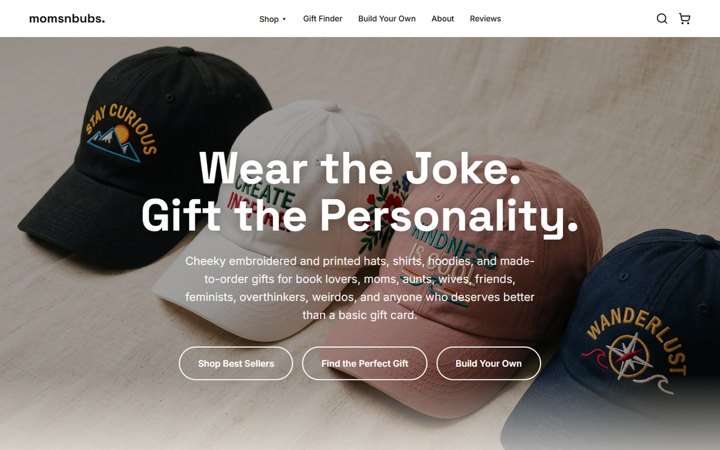 momsnbubs.
Shop
Gift Finder
Build Your Own
About
Reviews
STAY CURIOUS
CREATE
KINDNESS
WANDERLUST
Wear the Joke.
Gift the Personality.
Cheeky embroidered and printed hats, shirts, hoodies, and made-
to-order gifts for book lovers, moms, aunts, wives, friends,
feminists, overthinkers, weirdos, and anyone who deserves better
than a basic gift card.
Shop Best Sellers
Find the Perfect Gift
Build Your Own